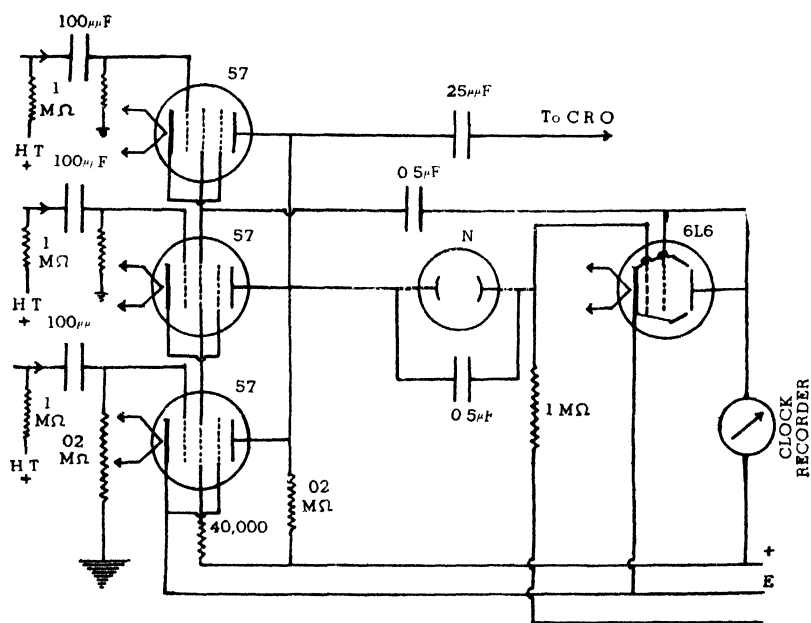 100μμF
57
1
MΩ
HT
+
25μμF
To CRO
100μF
0 5μF
57
N
6L6
1
MΩ
HT
+
100μμ
57
0 5μF
1 MΩ
1
MΩ
02
MΩ
HT
+
02
MΩ
40,000
CLOCK
RECORDER
+
E